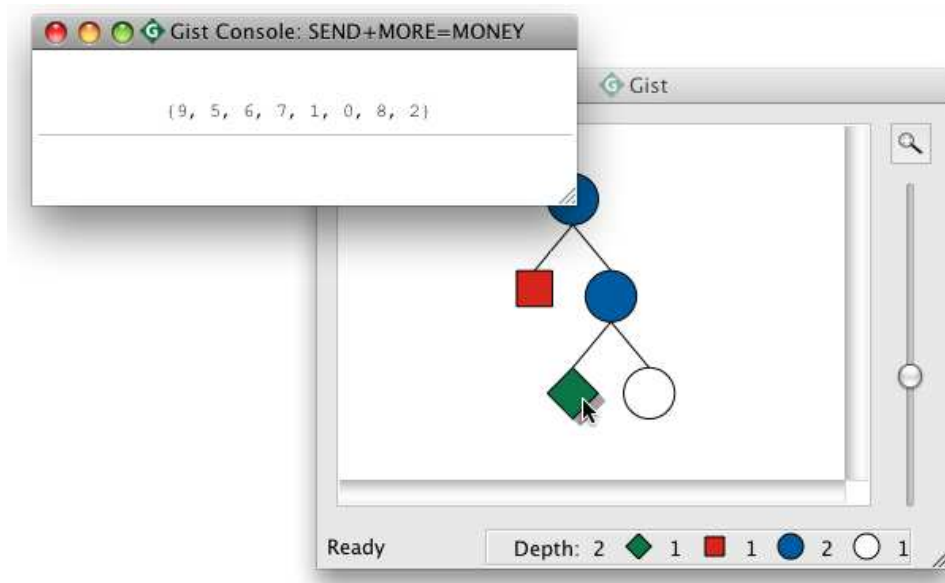 Gist Console: SEND+MORE=MONEY
{9, 5, 6, 7, 1, 0, 8, 2}
Gist
Ready
Depth: 2 1 1 2 1